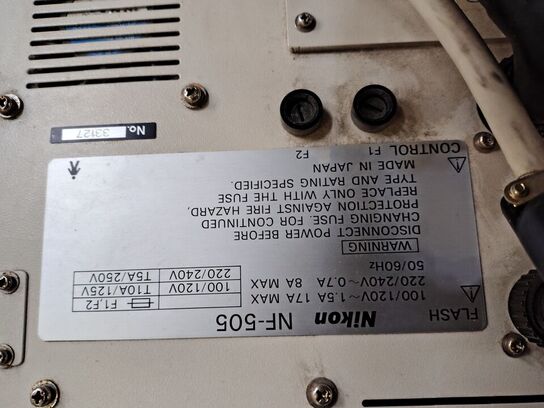 Nikon NF-505
FLASH
100/120V~1.5A 17A MAX
220/240V~0.7A 8A MAX
50/60Hz
F1,F2
100/120V T10A/125V
220/240V T5A/250V
WARNING
DISCONNECT POWER BEFORE
CHANGING FUSE. FOR CONTINUED
PROTECTION AGAINST FIRE HAZARD,
REPLACE ONLY WITH THE FUSE
TYPE AND RATING SPECIFIED.
MADE IN JAPAN
CONTROL F1
F2
No. 33127